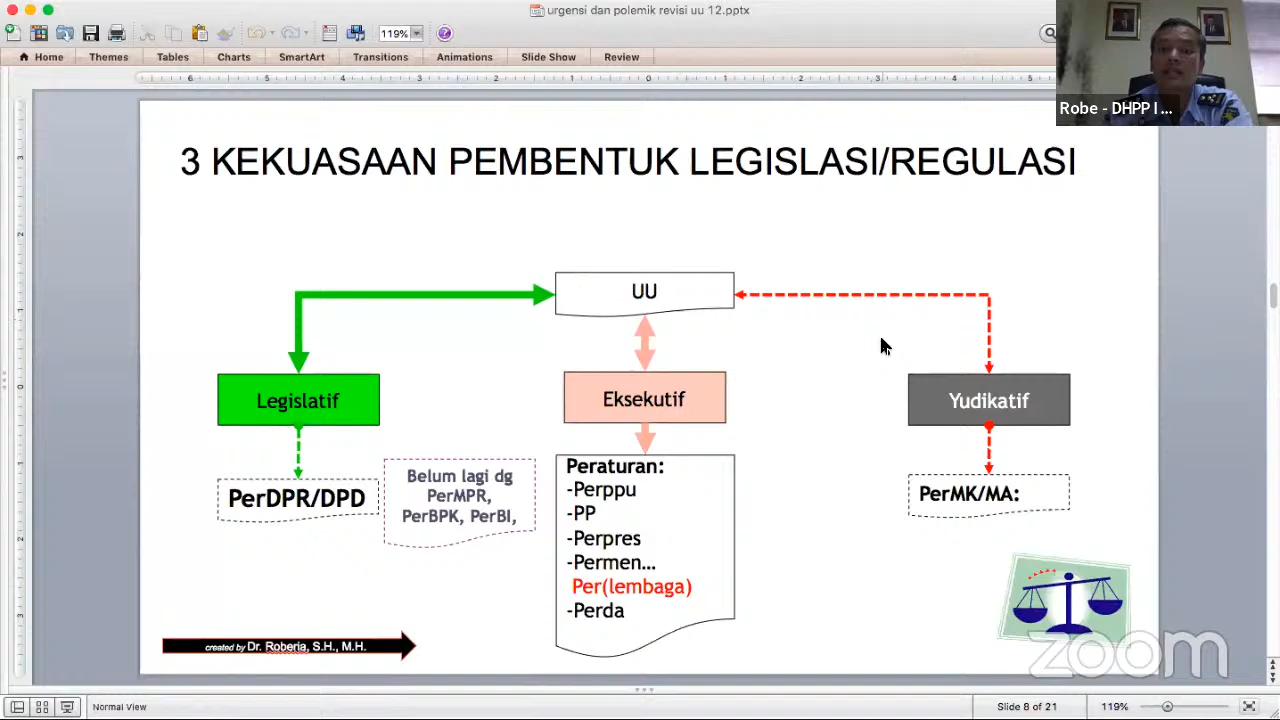 urgensi dan polemik revisi uu 12.pptx
119%
Home Themes Tables Charts SmartArt Transitions Animations Slide Show Review
Robe - DHPP I ...
3 KEKUASAAN PEMBENTUK LEGISLASI/REGULASI
UU
Legislatif
Eksekutif
Yudikatif
PerDPR/DPD
Belum lagi dg
PerMPR,
PerBPK, PerBI,
Peraturan:
-Perppu
-PP
-Perpres
-Permen...
Per(lembaga)
-Perda
PerMK/MA:
created by Dr. Roberia, S.H., M.H.
zoom
Normal View
Slide 8 of 21
119%